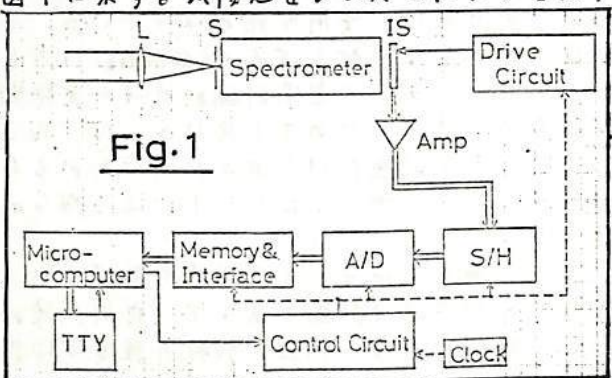 L S IS
Spectrometer
Drive
Circuit
Fig.1
Amp
Micro-
computer
Memory&
Interface
A/D
S/H
TTY
Control Circuit
Clock